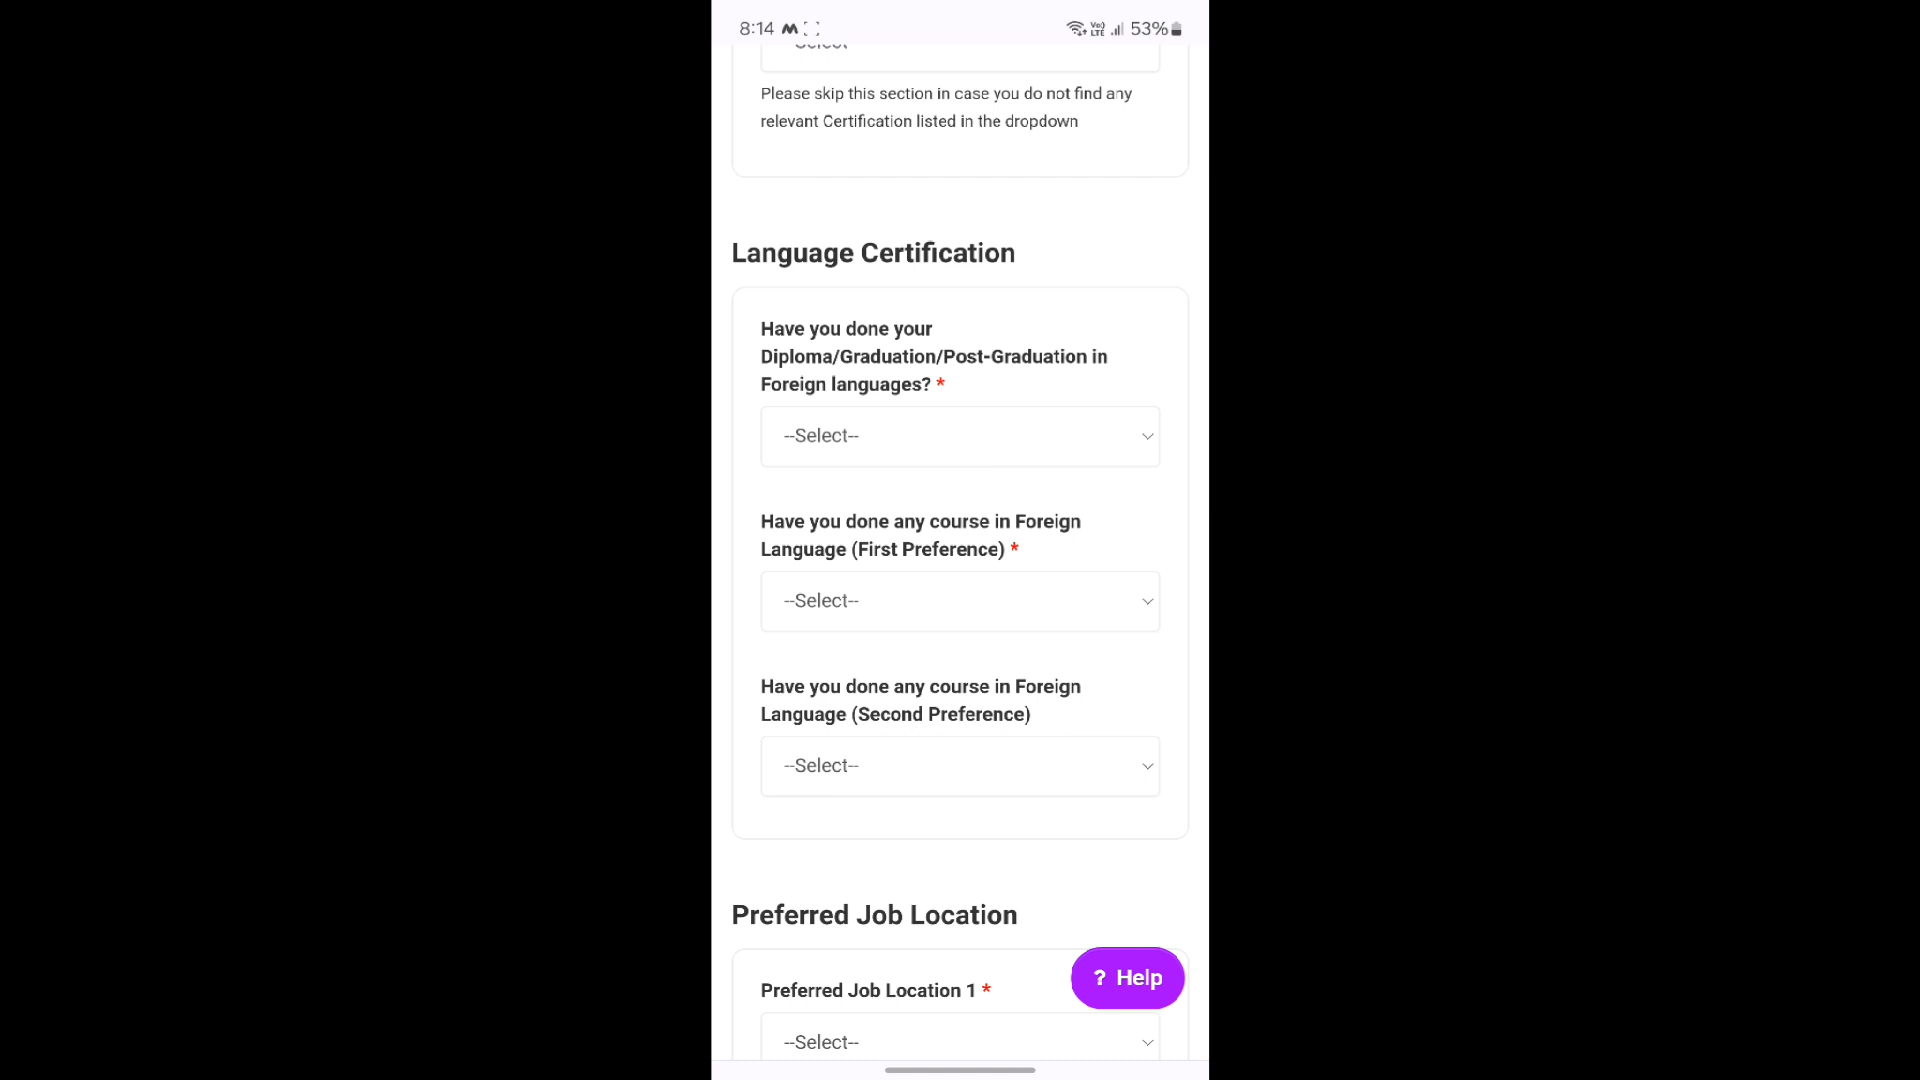 8:14
Vo) LTE 53%
Please skip this section in case you do not find any
relevant Certification listed in the dropdown
Language Certification
Have you done your
Diploma/Graduation/Post-Graduation in
Foreign languages? *
--Select--
Have you done any course in Foreign
Language (First Preference) *
--Select--
Have you done any course in Foreign
Language (Second Preference)
--Select--
Preferred Job Location
Preferred Job Location 1 *
? Help
--Select--